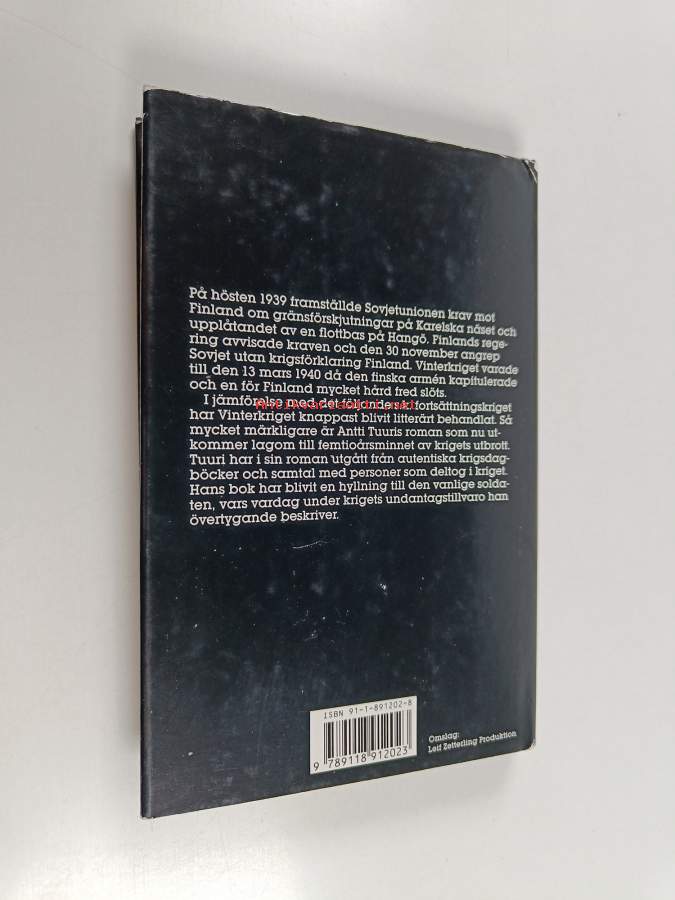 På hösten 1939 framställde Sovjetunionen krav mot
Finland om gränsförskjutningar på Karelska näset och
upplåtandet av en flottbas på Hangö. Finlands rege-
ring avvisade kraven och den 30 november angrep
Sovjet utan krigsförklaring Finland. Vinterkriget varade
till den 13 mars 1940 då den finska armén kapitulerade
och en för Finland mycket hård fred slöts.
I jämförelse med det följande sk fortsättningskriget
har Vinterkriget knappast blivit litterärt behandlat. Så
mycket märkligare är Antti Tuuris roman som nu ut-
kommer lagom till femtioårsminnet av krigets utbrott.
Tuuri har i sin roman utgått från autentiska krigsdag-
böcker och samtal med personer som deltog i kriget.
Hans bok har blivit en hyllning till den vanlige solda-
ten, vars vardag under krigets undantagstillvaro han
övertygande beskriver.
ISBN 91-1-891202-8
9 789118 912023
Omslag:
Leif Zetterling Produktion